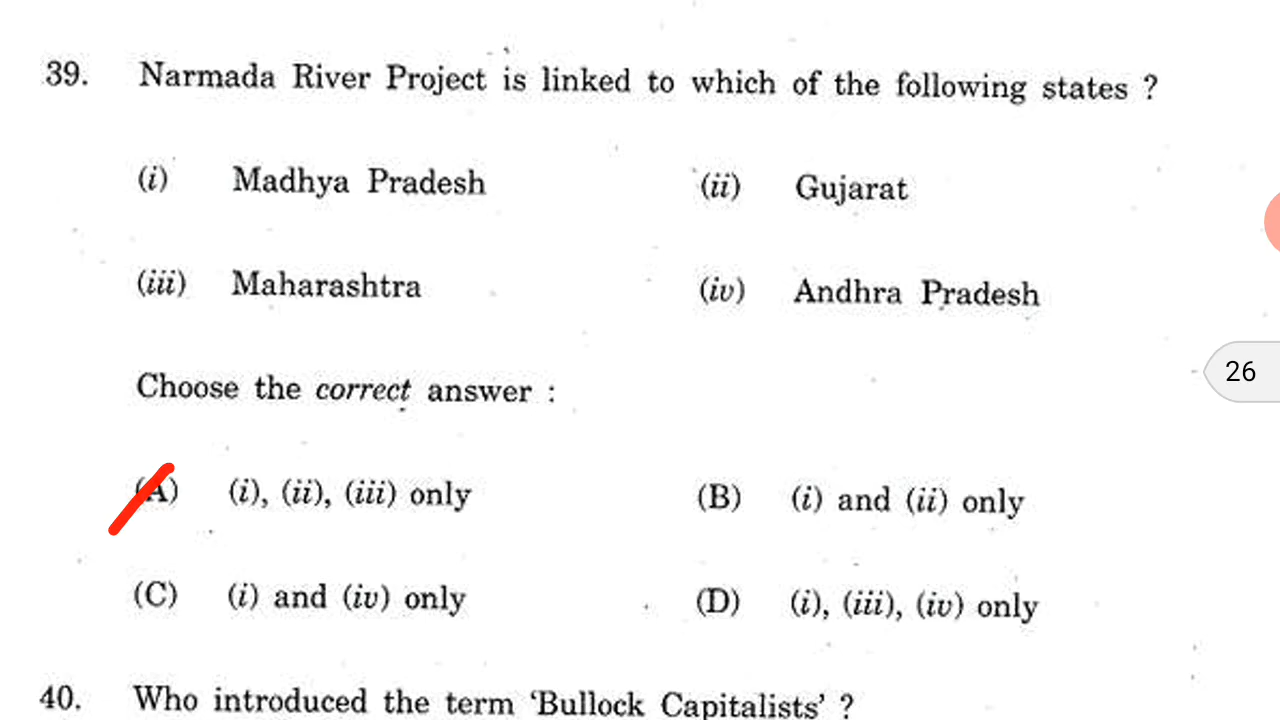 39. Narmada River Project is linked to which of the following states ?
(i) Madhya Pradesh (ii) Gujarat
(iii) Maharashtra (iv) Andhra Pradesh
26
Choose the correct answer :
(A) (i), (ii), (iii) only (B) (i) and (ii) only
(C) (i) and (iv) only (D) (i), (iii), (iv) only
40. Who introduced the term ‘Bullock Capitalists’ ?